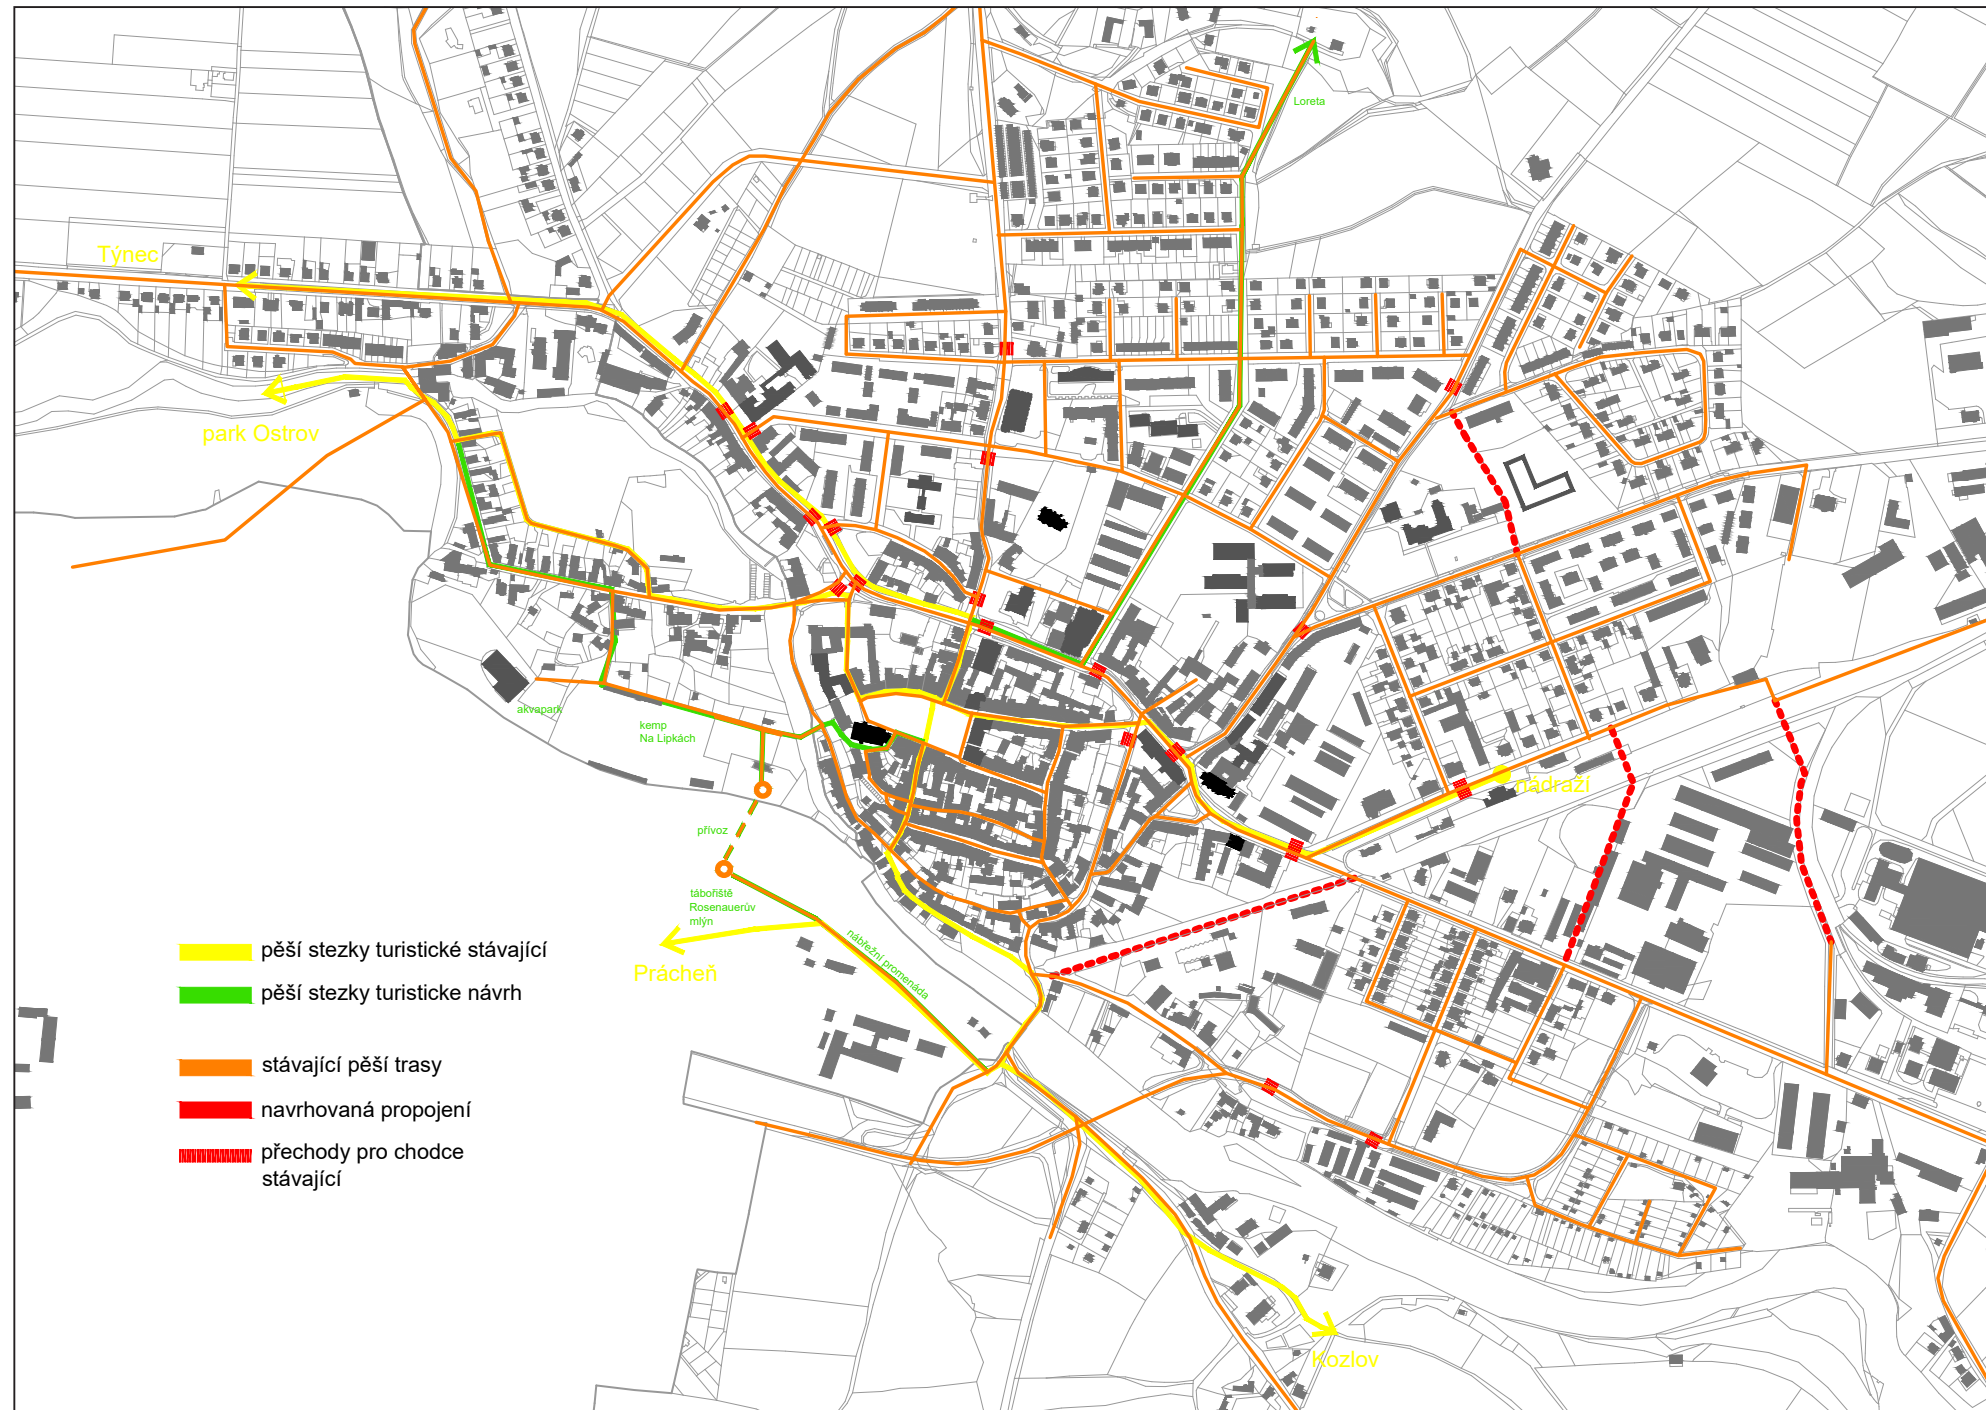 Loreta
Týnec
park Ostrov
akvapark
kemp
Na Lipkách
nádraží
přívoz
tábořiště
Rosenauerův
mlýn
nábřežní promenáda
Prácheň
pěší stezky turistické stávající
pěší stezky turisticke návrh
stávající pěší trasy
navrhovaná propojení
přechody pro chodce
stávající
Kozlov